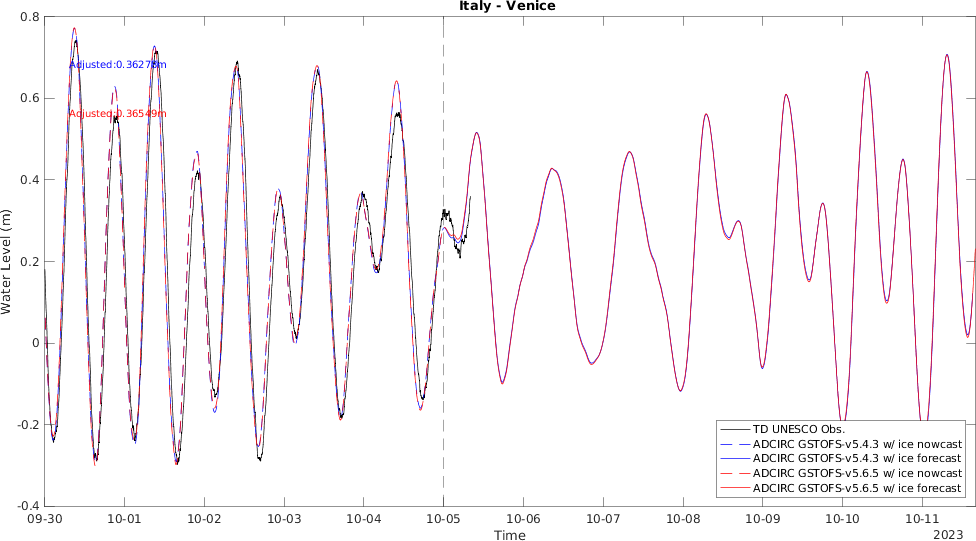 Italy - Venice
0.8
0.6
0.4
0.2
0
-0.2
-0.4
Water Level (m)
Adjusted:0.36278m
Adjusted:0.36549m
TD UNESCO Obs.
ADCIRC GSTOFS-v5.4.3 w/ ice nowcast
ADCIRC GSTOFS-v5.4.3 w/ ice forecast
ADCIRC GSTOFS-v5.6.5 w/ ice nowcast
ADCIRC GSTOFS-v5.6.5 w/ ice forecast
09-30 10-01 10-02 10-03 10-04 10-05 10-06 10-07 10-08 10-09 10-10 10-11
Time
2023